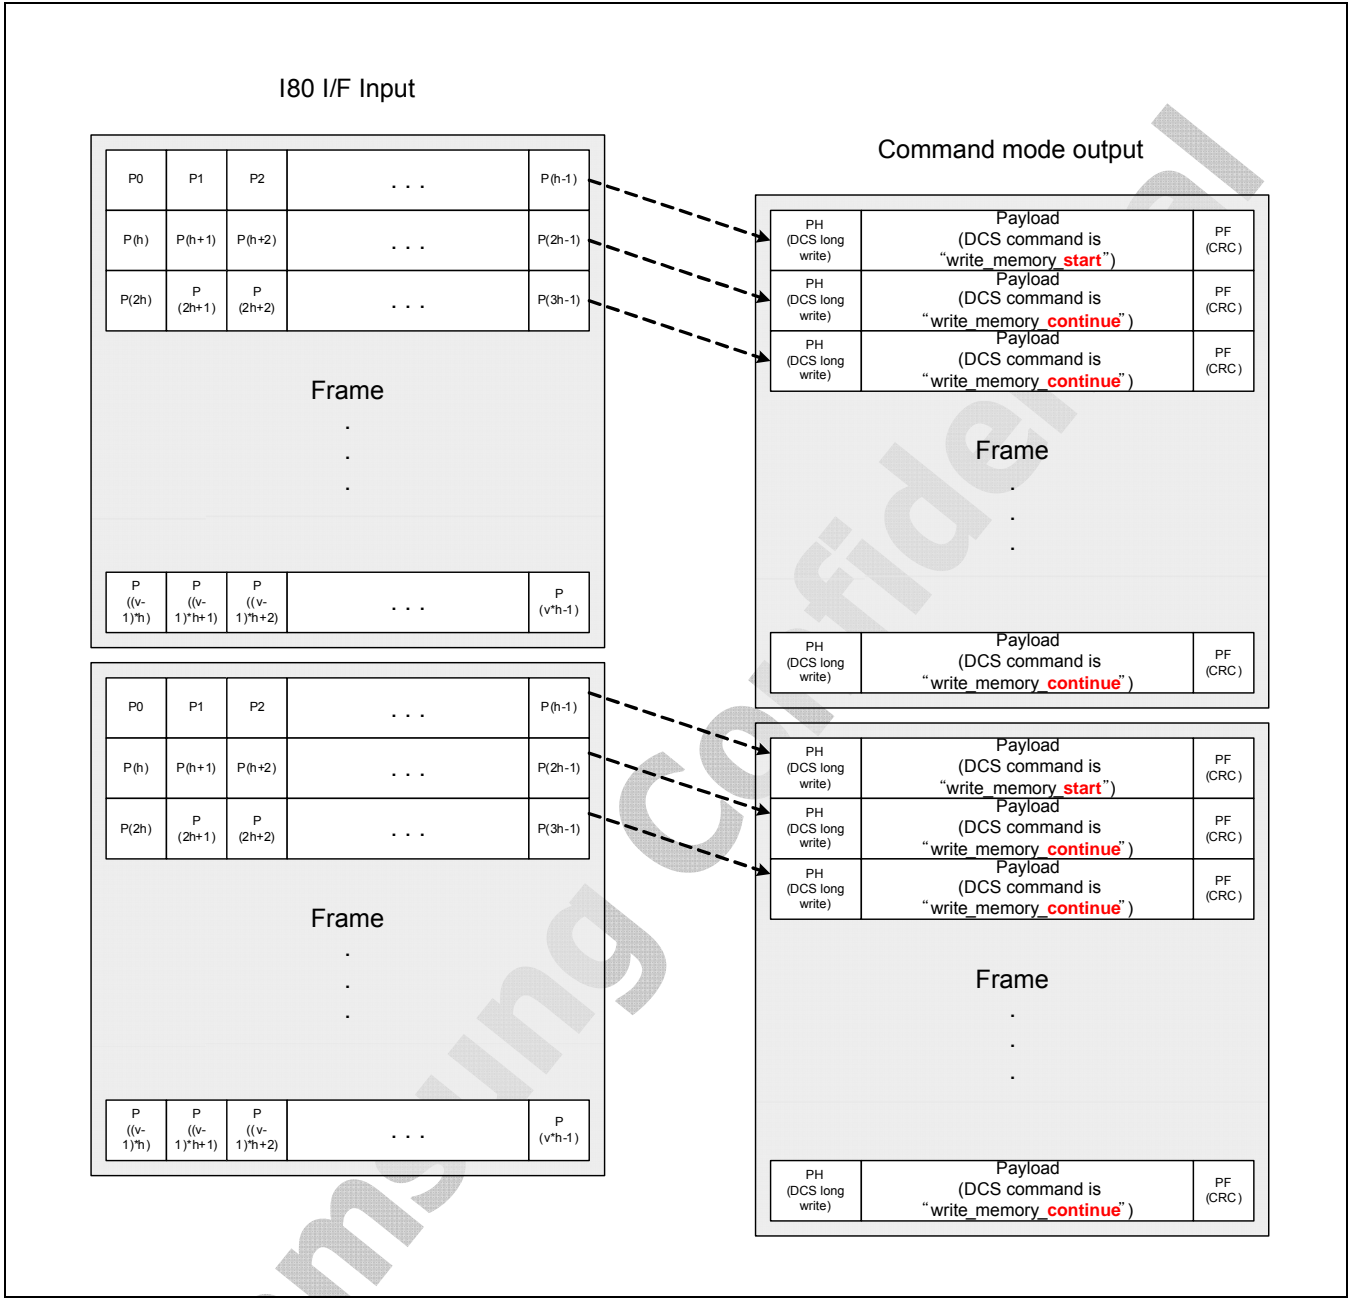 I80 I/F Input
P0 P1 P2 . . . P(h-1)
P(h) P(h+1) P(h+2) . . . P(2h-1)
P(2h) P
(2h+1) P
(2h+2) . . . P(3h-1)
Frame
.
.
.
P
((v-
1)*h) P
((v-
1)*h+1) P
((v-
1)*h+2) . . . P
(v*h-1)
P0 P1 P2 . . . P(h-1)
P(h) P(h+1) P(h+2) . . . P(2h-1)
P(2h) P
(2h+1) P
(2h+2) . . . P(3h-1)
Frame
.
.
.
P
((v-
1)*h) P
((v-
1)*h+1) P
((v-
1)*h+2) . . . P
(v*h-1)
Command mode output
PH
(DCS long
write)
Payload
(DCS command is
“write_memory_start”)
PF
(CRC)
PH
(DCS long
write)
Payload
(DCS command is
“write_memory_continue”)
PF
(CRC)
PH
(DCS long
write)
Payload
(DCS command is
“write_memory_continue”)
PF
(CRC)
Frame
.
.
.
PH
(DCS long
write)
Payload
(DCS command is
“write_memory_continue”)
PF
(CRC)
PH
(DCS long
write)
Payload
(DCS command is
“write_memory_start”)
PF
(CRC)
PH
(DCS long
write)
Payload
(DCS command is
“write_memory_continue”)
PF
(CRC)
PH
(DCS long
write)
Payload
(DCS command is
“write_memory_continue”)
PF
(CRC)
Frame
.
.
.
PH
(DCS long
write)
Payload
(DCS command is
“write_memory_continue”)
PF
(CRC)